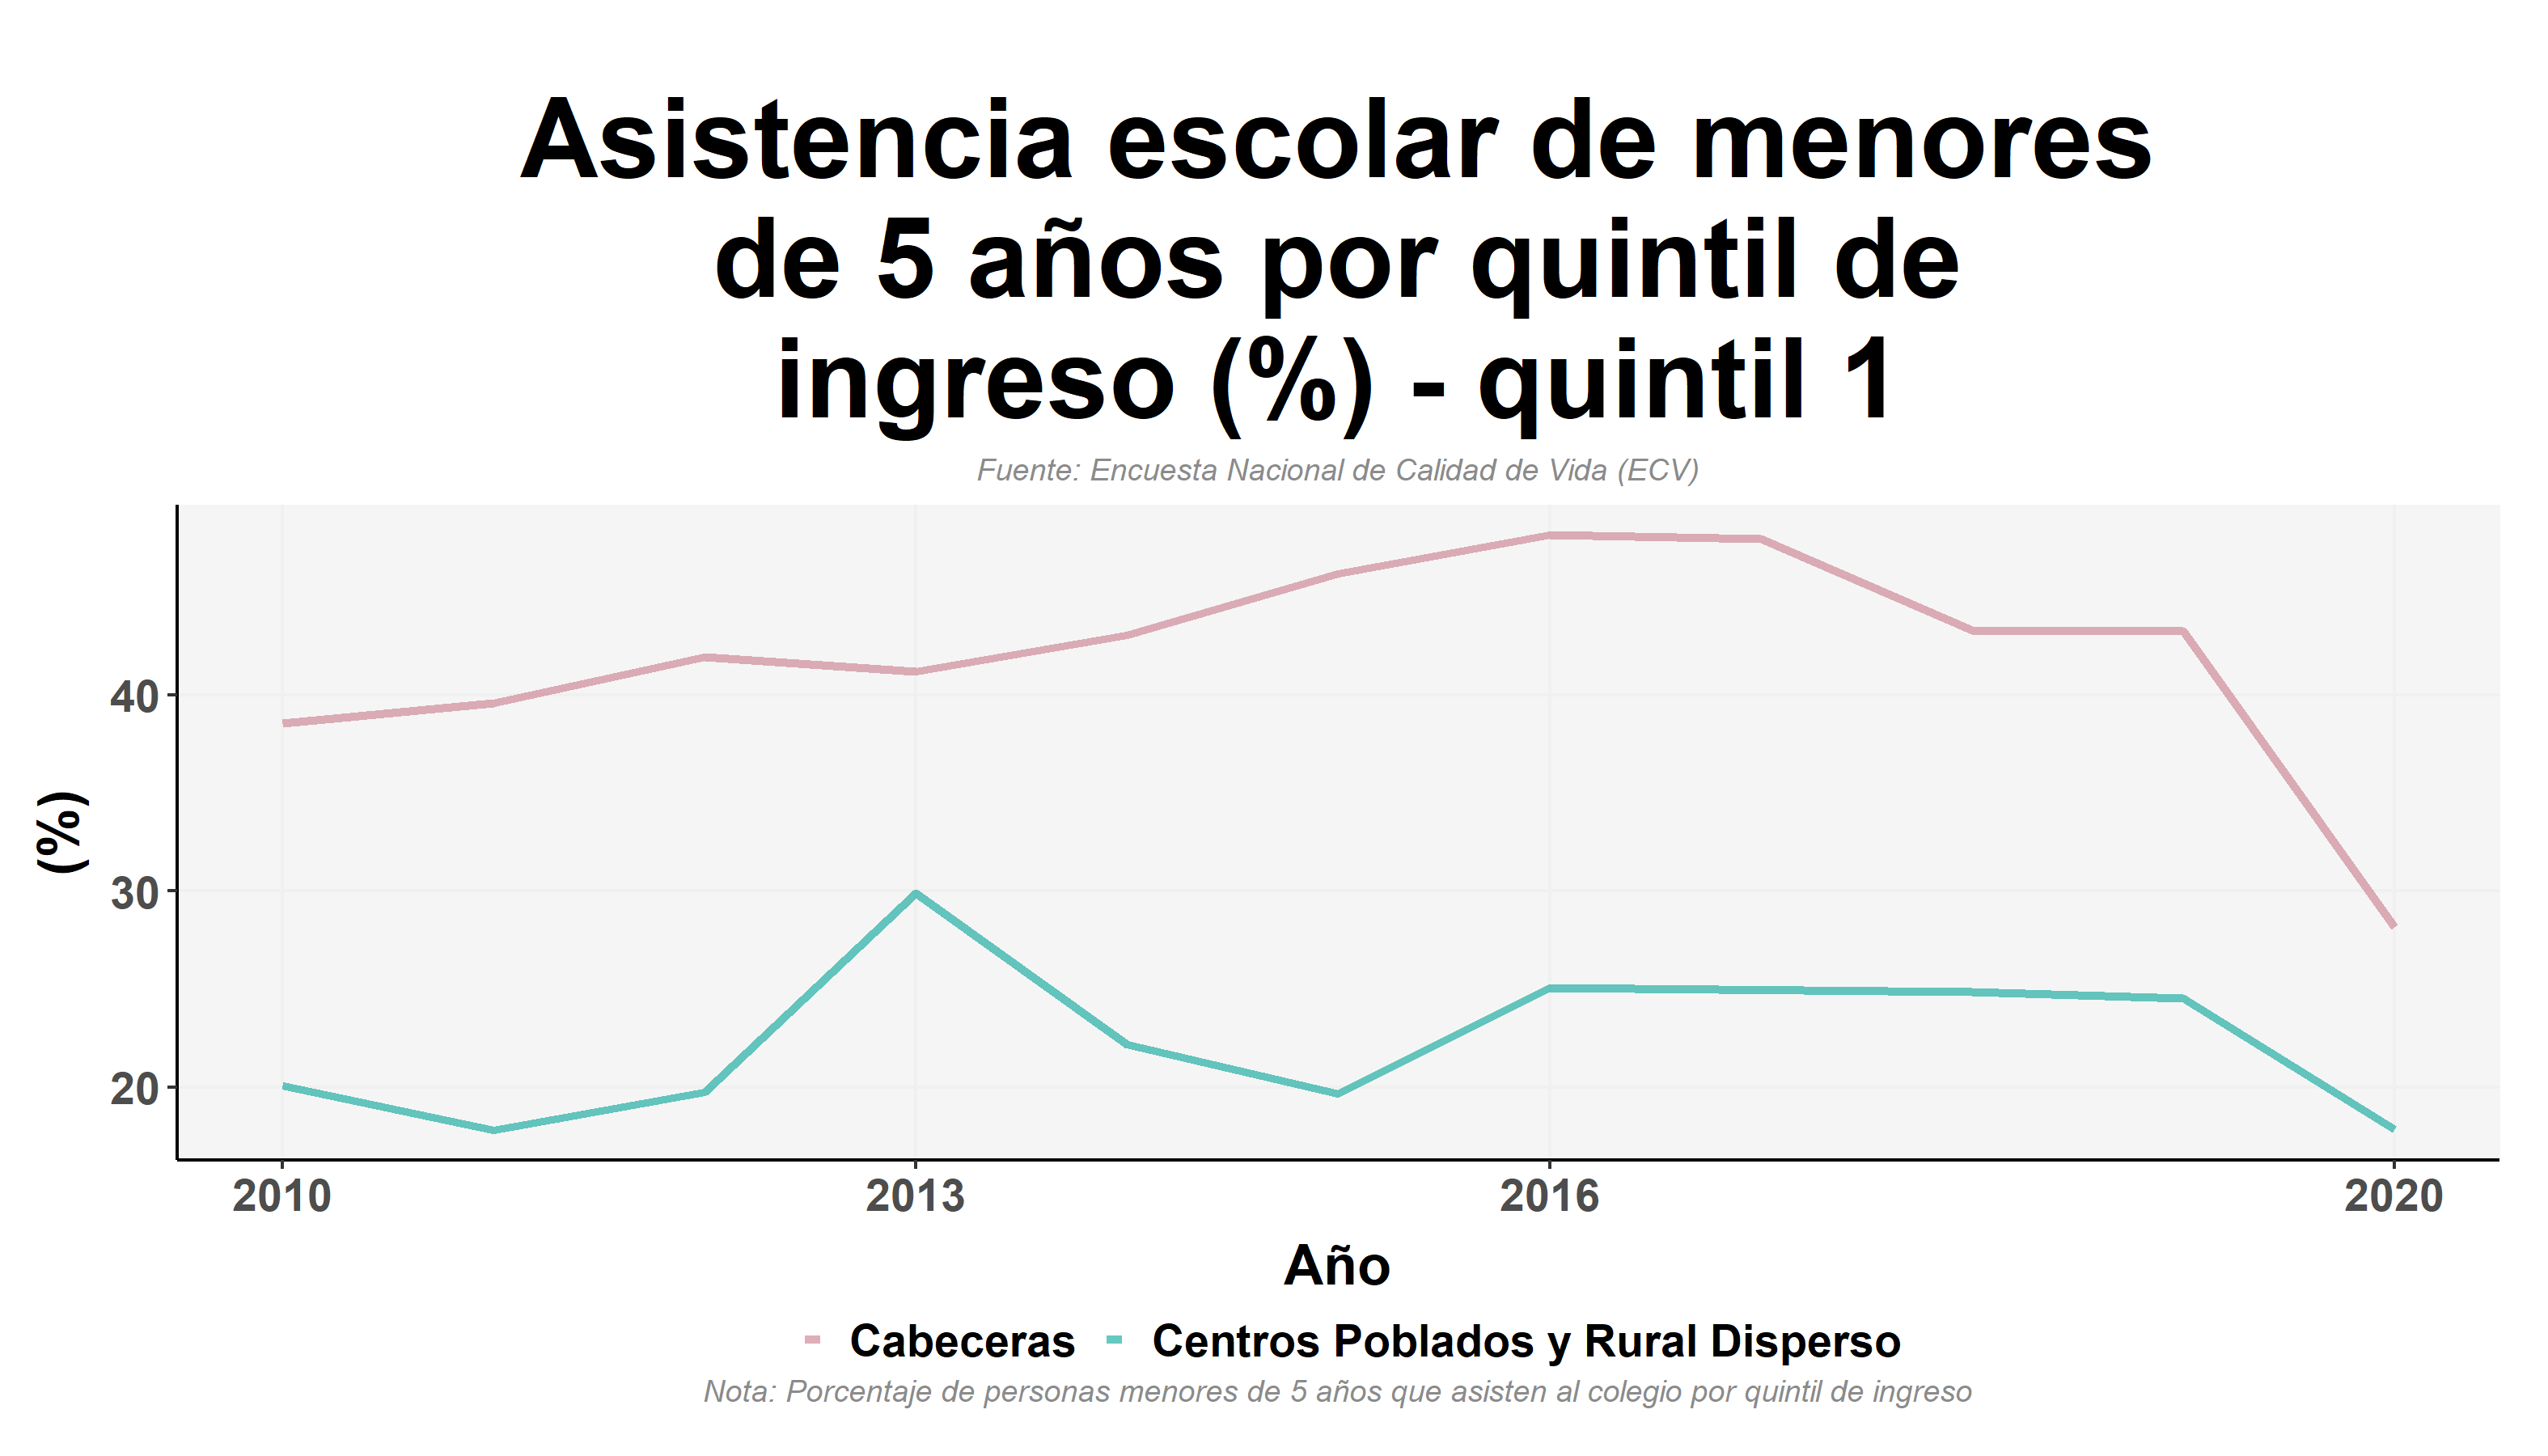 Asistencia escolar de menores
de 5 años por quintil de
ingreso (%) - quintil 1
Fuente: Encuesta Nacional de Calidad de Vida (ECV)
(%)
40
30
20
2010
2013
2016
2020
Año
Cabeceras
Centros Poblados y Rural Disperso
Nota: Porcentaje de personas menores de 5 años que asisten al colegio por quintil de ingreso